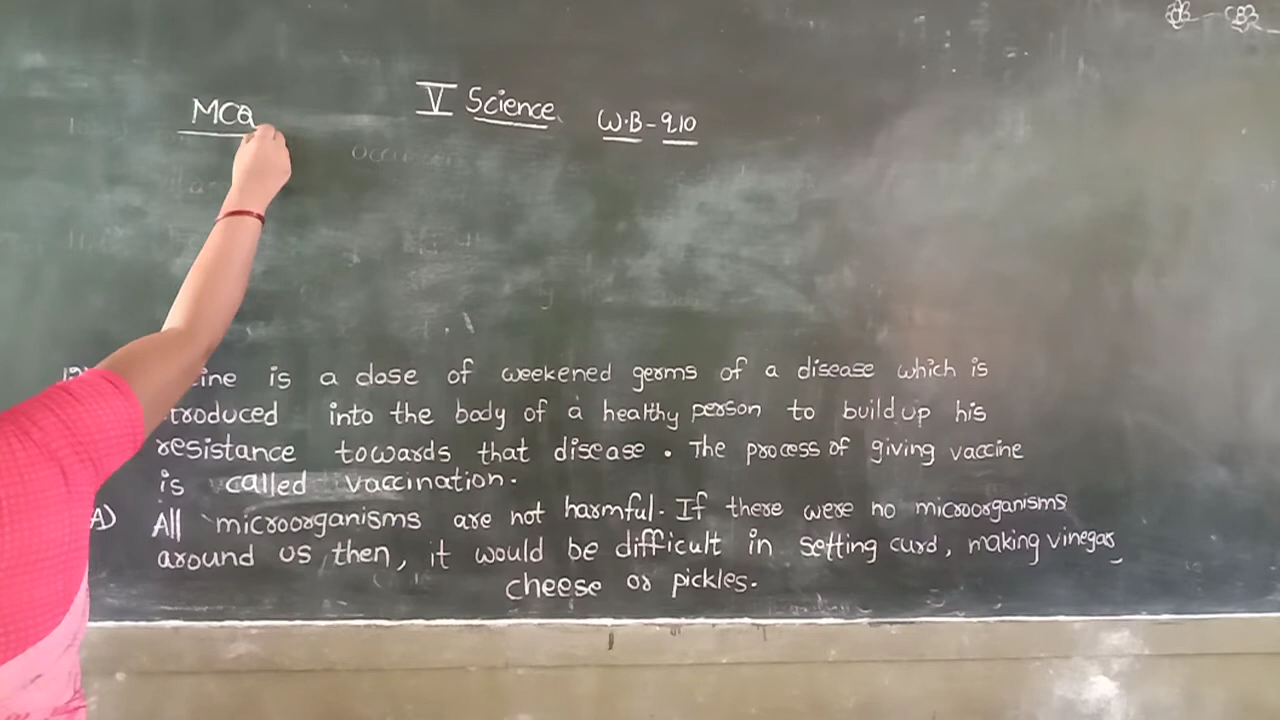 MCQ
V Science
W.B-9,10
is a dose of weekened germs of a disease which is
into the body of a healthy person to build up his
resistance towards that disease. The process of giving vaccine
is called vaccination.
A) All microorganisms are not harmful. If there were no microorganisms
around us, then, it would be difficult in setting curd, making vinegar,
cheese or pickles.